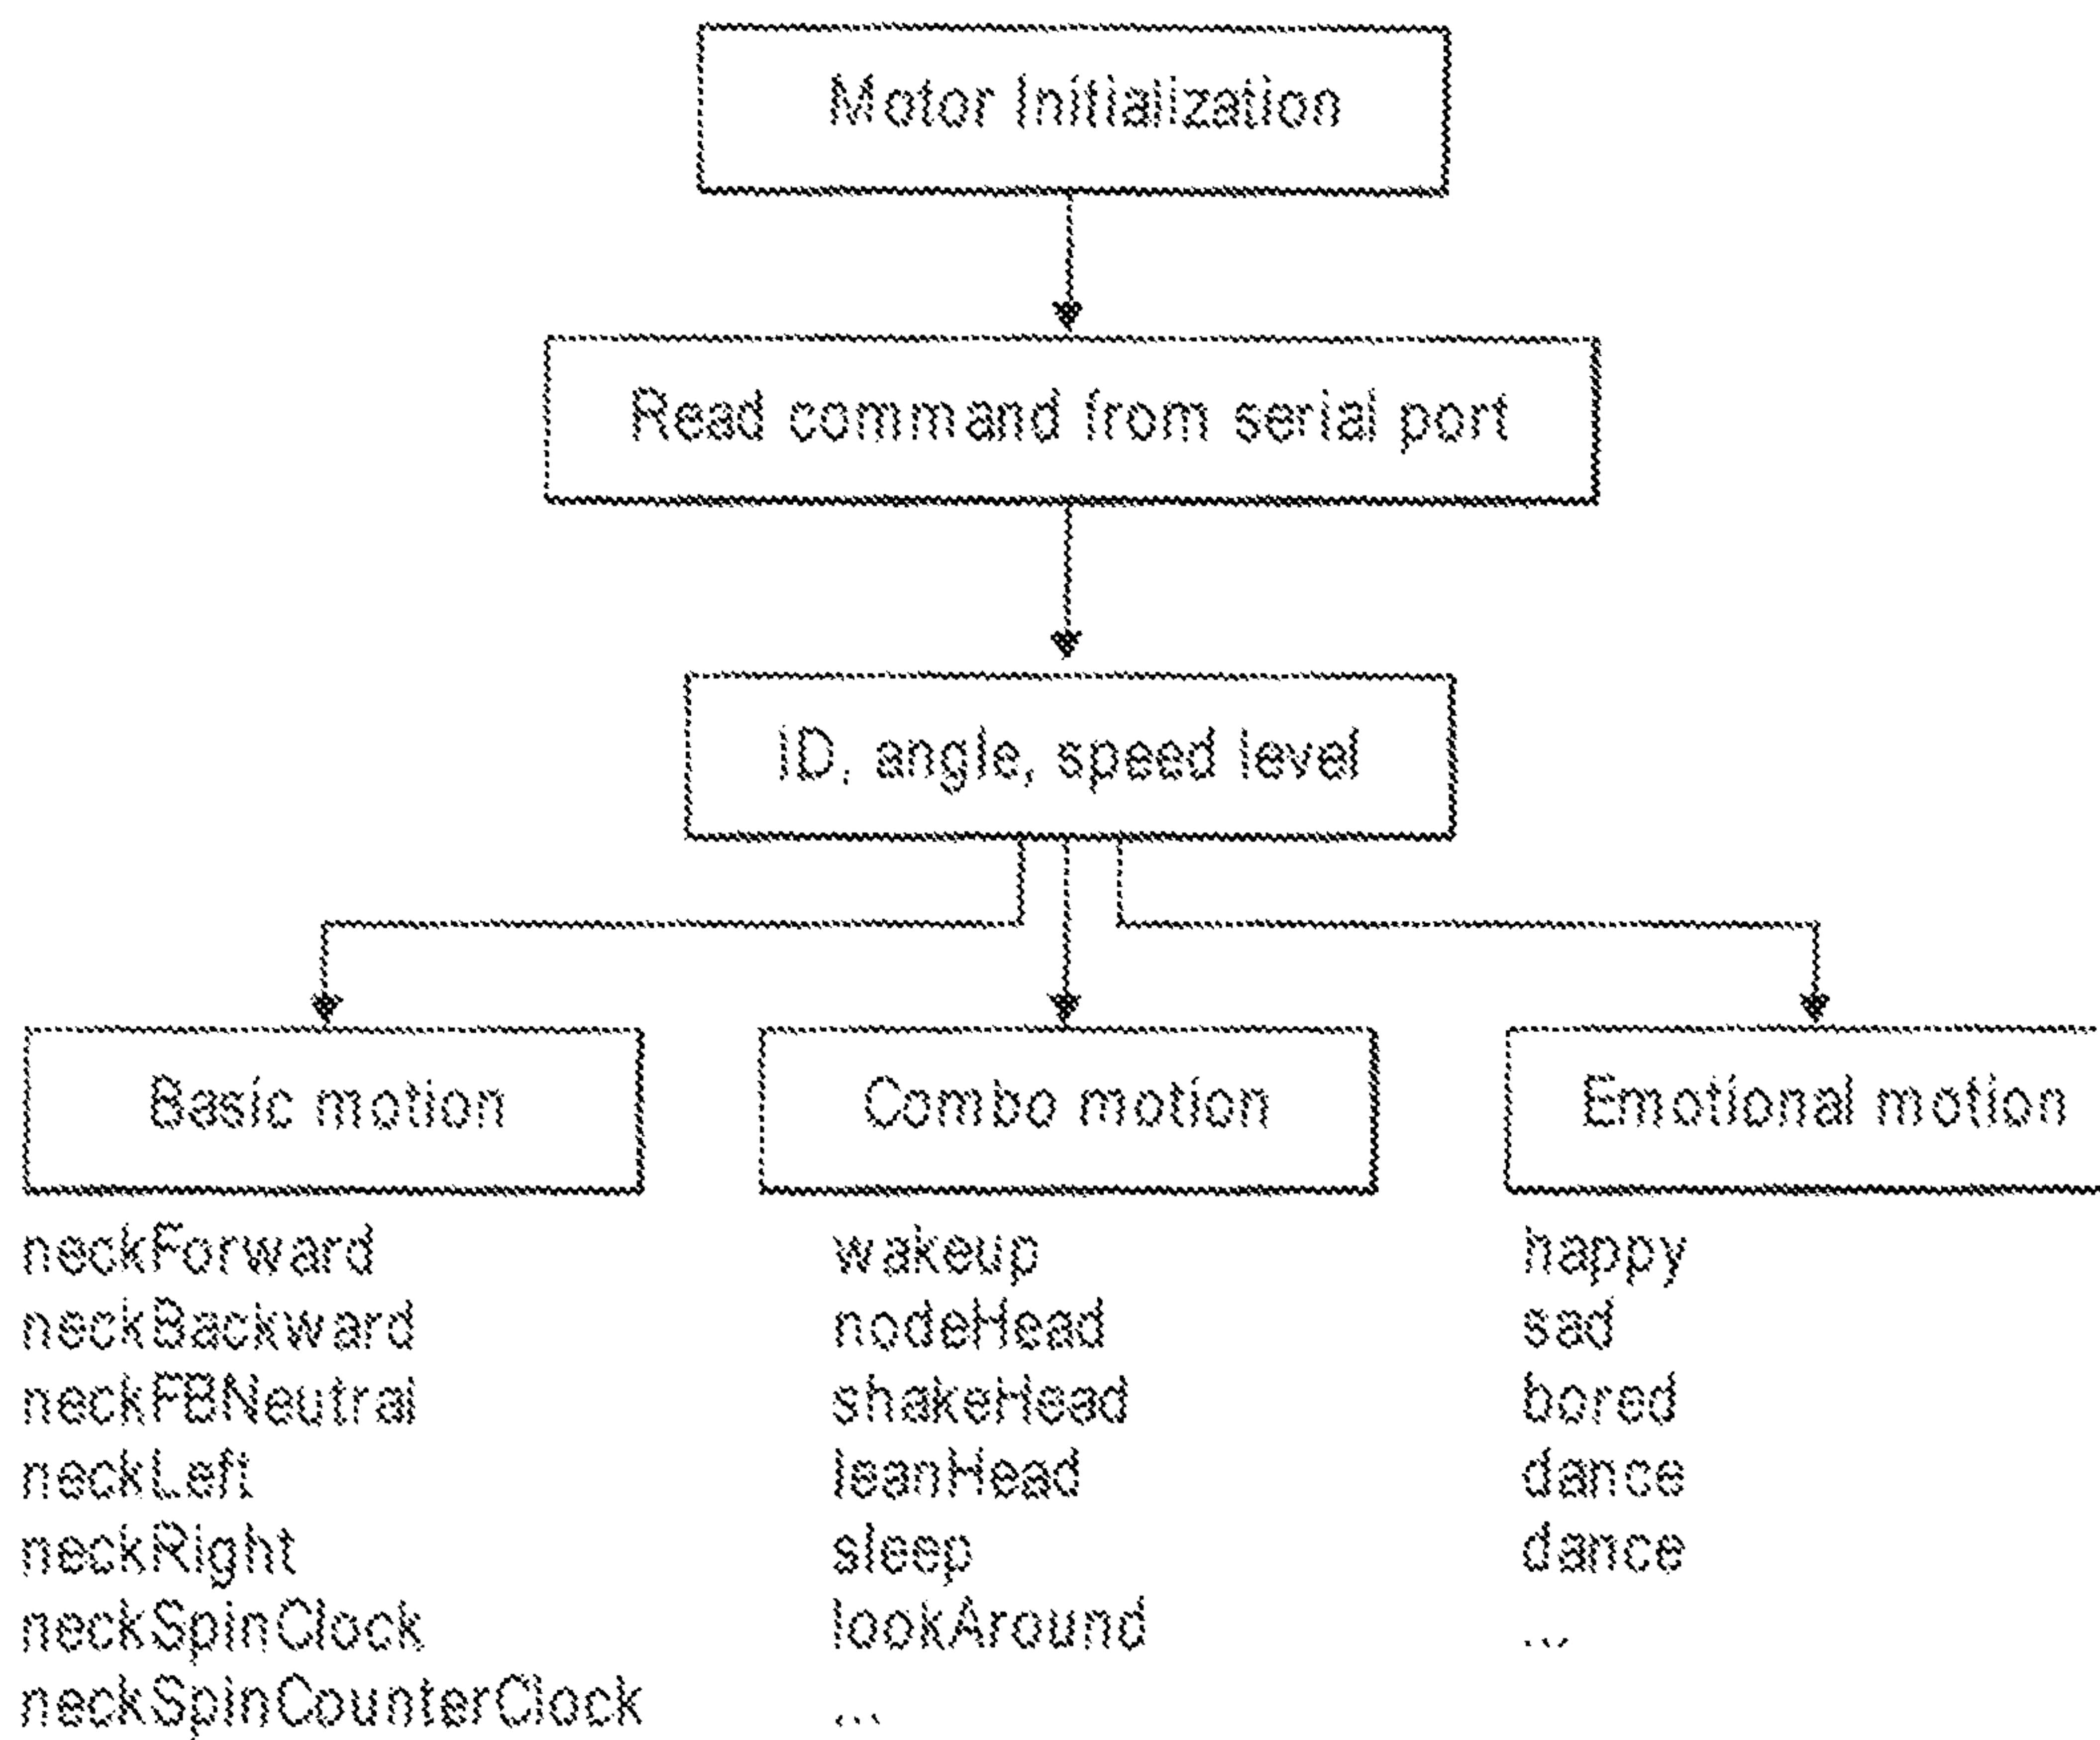 Motor Initialization
Read command from serial port
ID, angle, speed level
Basic motion
neckForward
neckBackward
neckFBNeutral
neckLeft
neckRight
neckSpinClock
neckSpinCounterClock
Combo motion
wakeup
nodeHead
shakeHead
leanHead
sleep
lookAround
...
Emotional motion
happy
sad
bored
dance
dance
...